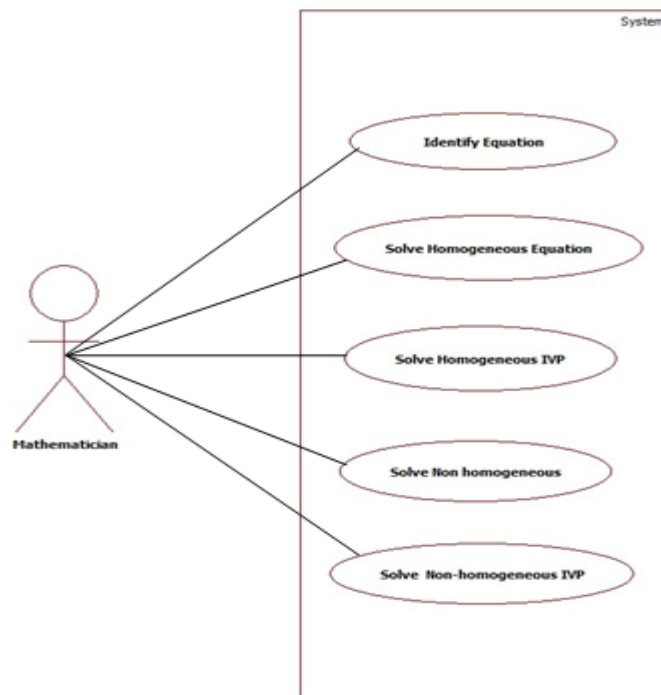 System
Identify Equation
Solve Homogeneous Equation
Solve Homogeneous IVP
Mathematician
Solve Non homogeneous
Solve Non-homogeneous IVP